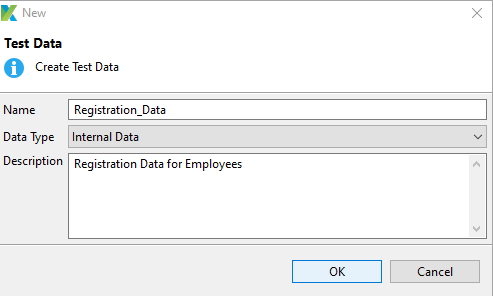 New
Test Data
Create Test Data
Name Registration_Data
Data Type Internal Data
Description Registration Data for Employees
OK Cancel